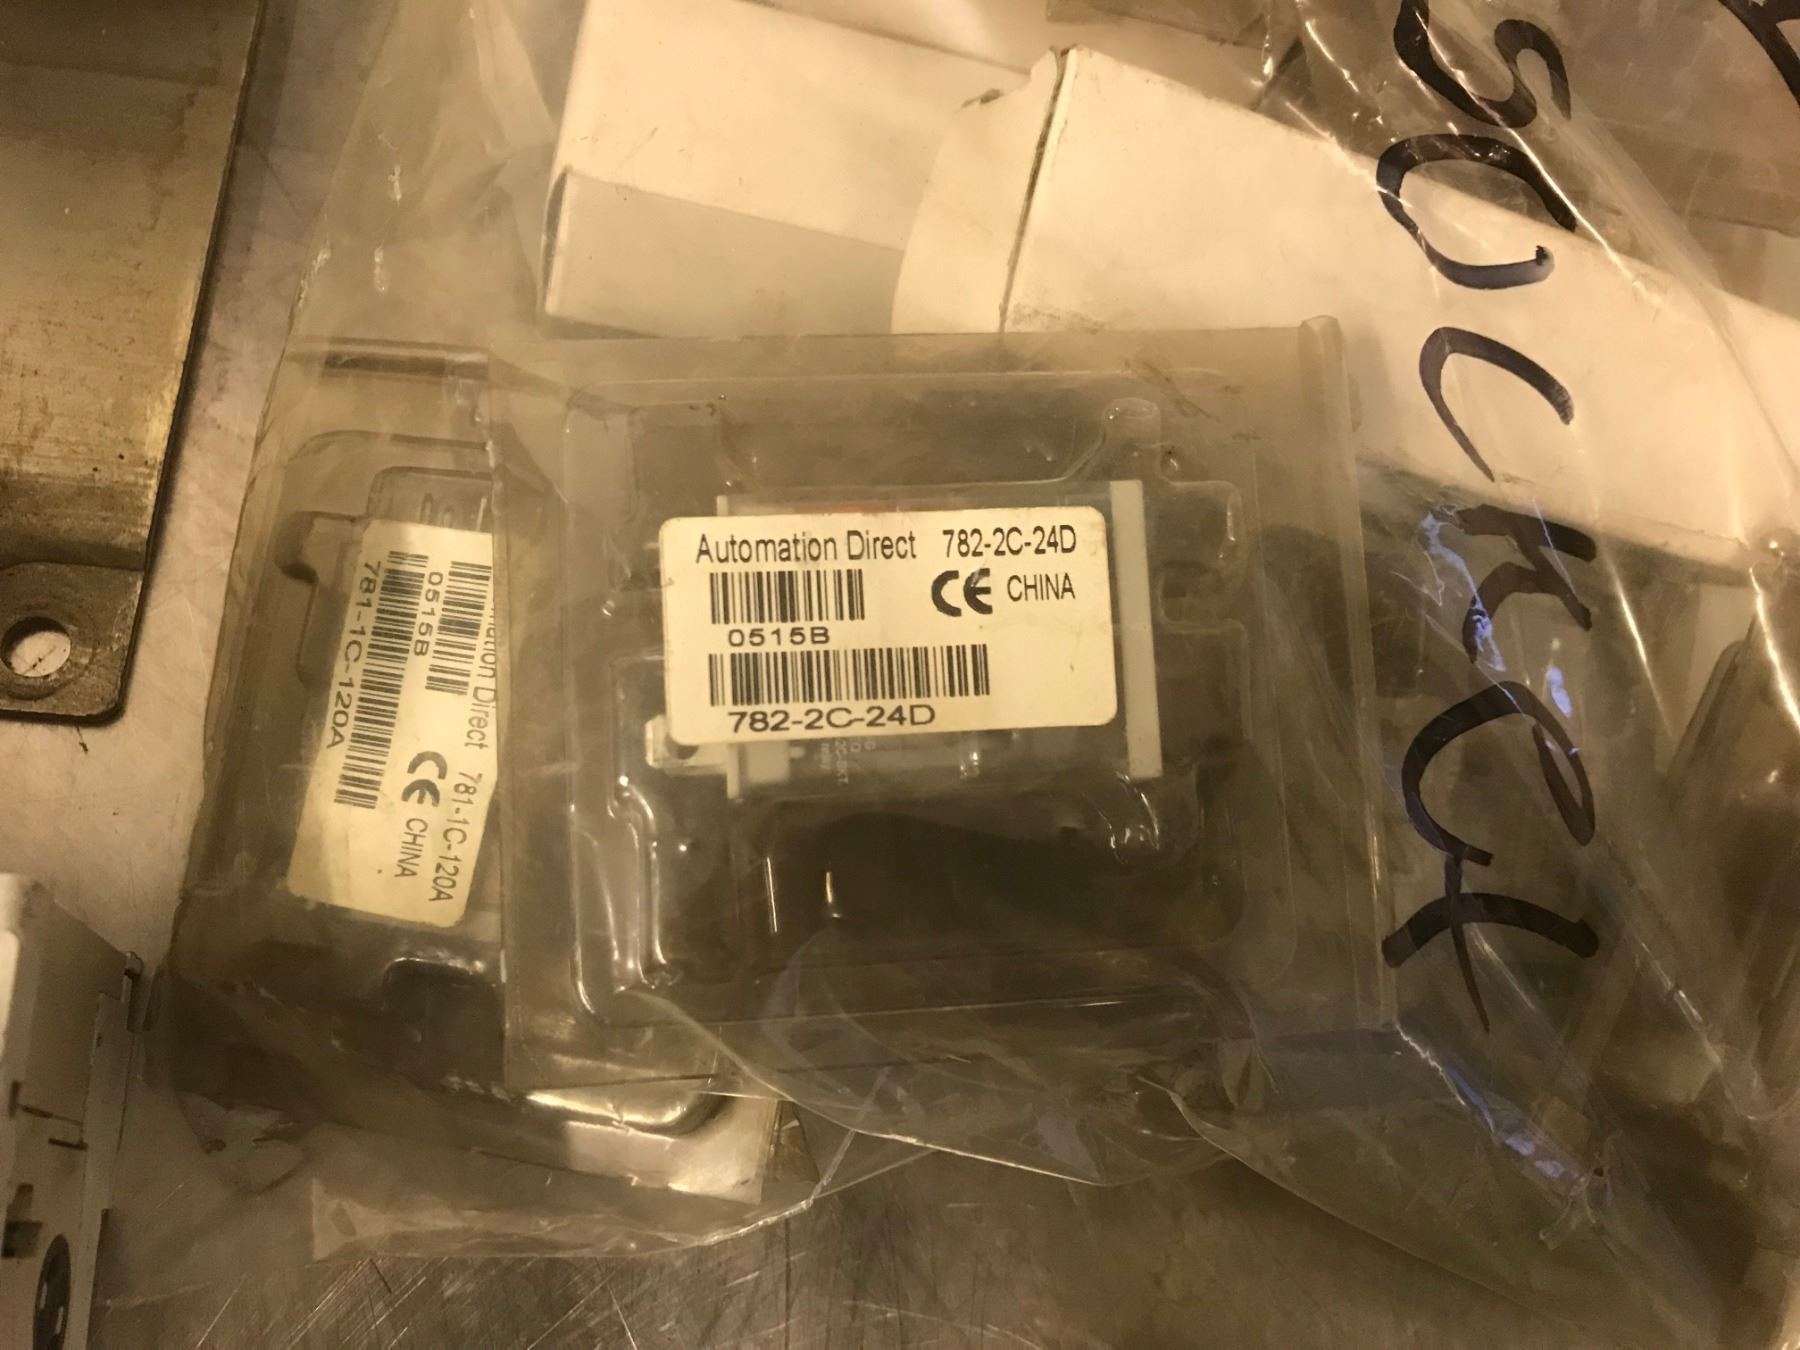 Automation Direct 782-2C-24D
CE CHINA
0515B
782-2C-24D
Direct 781-1C-120A
CE CHINA
0515B
781-1C-120A
SOCKET